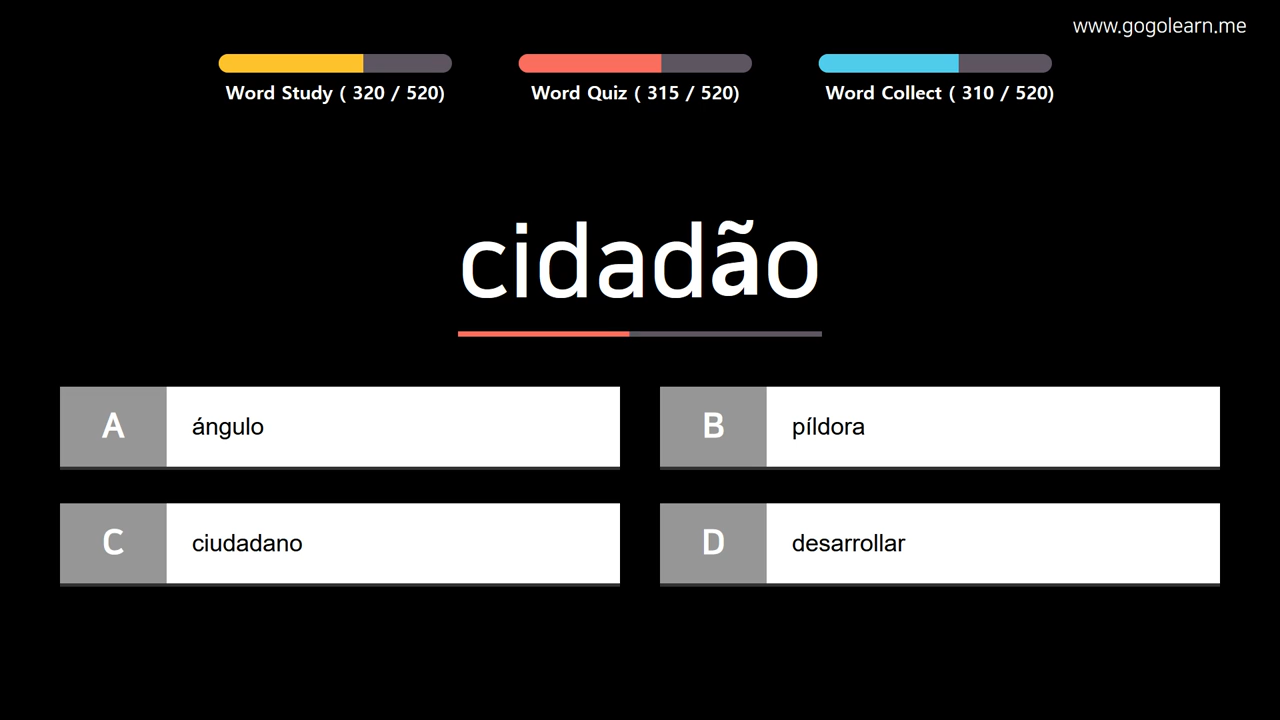 www.gogolearn.me
Word Study ( 320 / 520)
Word Quiz ( 315 / 520)
Word Collect ( 310 / 520)
cidadão
A ángulo
B píldora
C ciudadano
D desarrollar